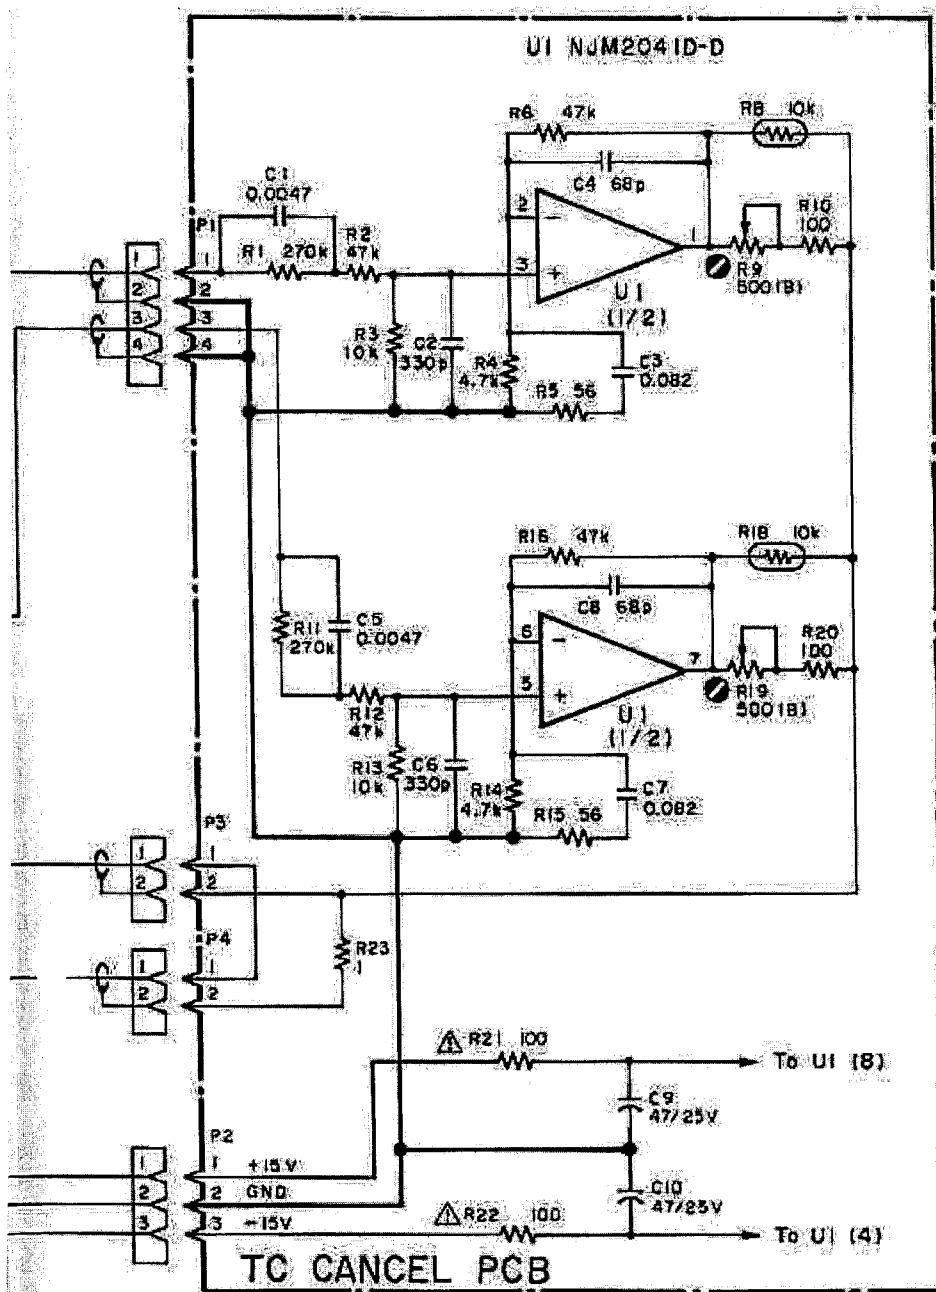 U1 NJM2041D-D
R6 47k
R8 10k
C4 68p
C1
0.0047
P1
R1 270k
R2
47k
R10
100
1
2
3
4
1
2
3
4
2
3
1
R9
500(B)
U1
(1/2)
R3
10k
C2
330p
R4
4.7k
C3
0.082
R5 56
R16 47k
R18 10k
C8 68p
R11
270k
C5
0.0047
6
5
7
R20
100
R19
500(B)
U1
(1/2)
R12
47k
R13
10k
C6
330p
R14
4.7k
C7
0.082
R15 56
P3
1
2
1
2
P4
1
2
1
2
R23
1
R21 100
To U1 (8)
C9
47/25V
P2
1
2
3
1 +15V
2 GND
3 -15V
C10
47/25V
R22 100
To U1 (4)
TC CANCEL PCB